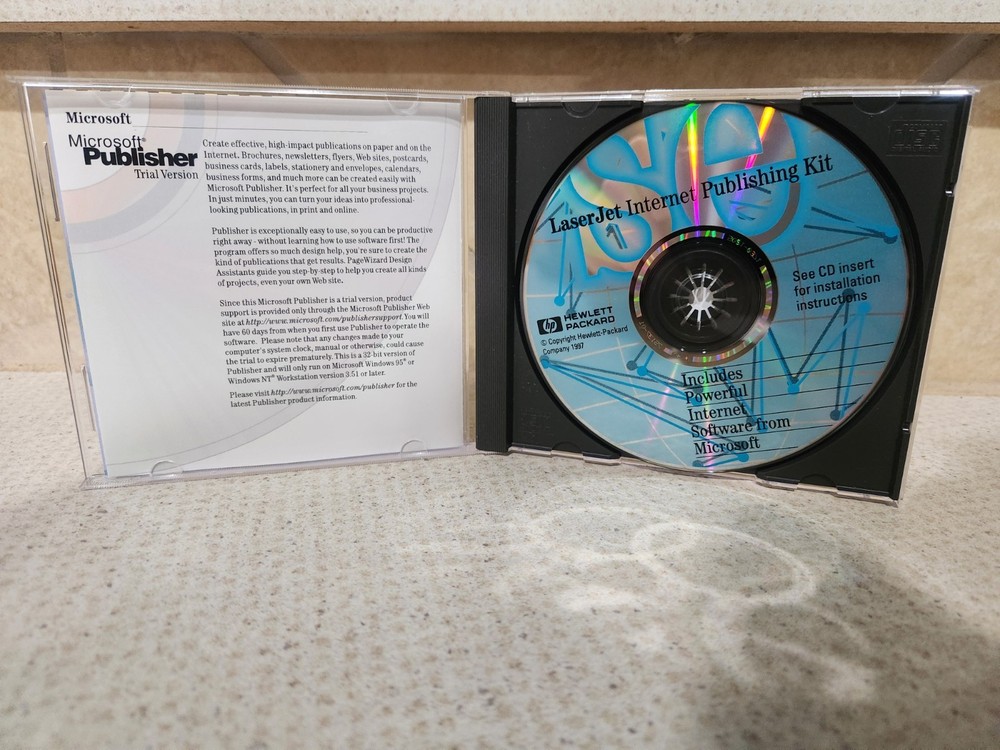 Microsoft
Microsoft®
Publisher
Trial Version
Create effective, high-impact publications on paper and on the
Internet. Brochures, newsletters, flyers, Web sites, postcards,
business cards, labels, stationery and envelopes, calendars,
business forms, and much more can be created easily with
Microsoft Publisher. It's perfect for all your business projects.
In just minutes, you can turn your ideas into professional-
looking publications, in print and online.
Publisher is exceptionally easy to use, so you can be productive
right away - without learning how to use software first! The
program offers so much design help, you're sure to create the
kind of publications that get results. PageWizard Design
Assistants guide you step-by-step to help you create all kinds
of projects, even your own Web site.
Since this Microsoft Publisher is a trial version, product
support is provided only through the Microsoft Publisher Web
site at http://www.microsoft.com/publishersupport. You will
have 60 days from when you first use Publisher to operate the
software. Please note that any changes made to your
computer's system clock, manual or otherwise, could cause
the trial to expire prematurely. This is a 32-bit version of
Publisher and will only run on Microsoft Windows 95® or
Windows NT® Workstation version 3.51 or later.
Please visit http://www.microsoft.com/publisher for the
latest Publisher product information.
LaserJet Internet Publishing Kit
See CD insert
for installation
instructions
hp HEWLETT
PACKARD
© Copyright Hewlett-Packard
Company 1997
Includes
Powerful
Internet
Software from
Microsoft